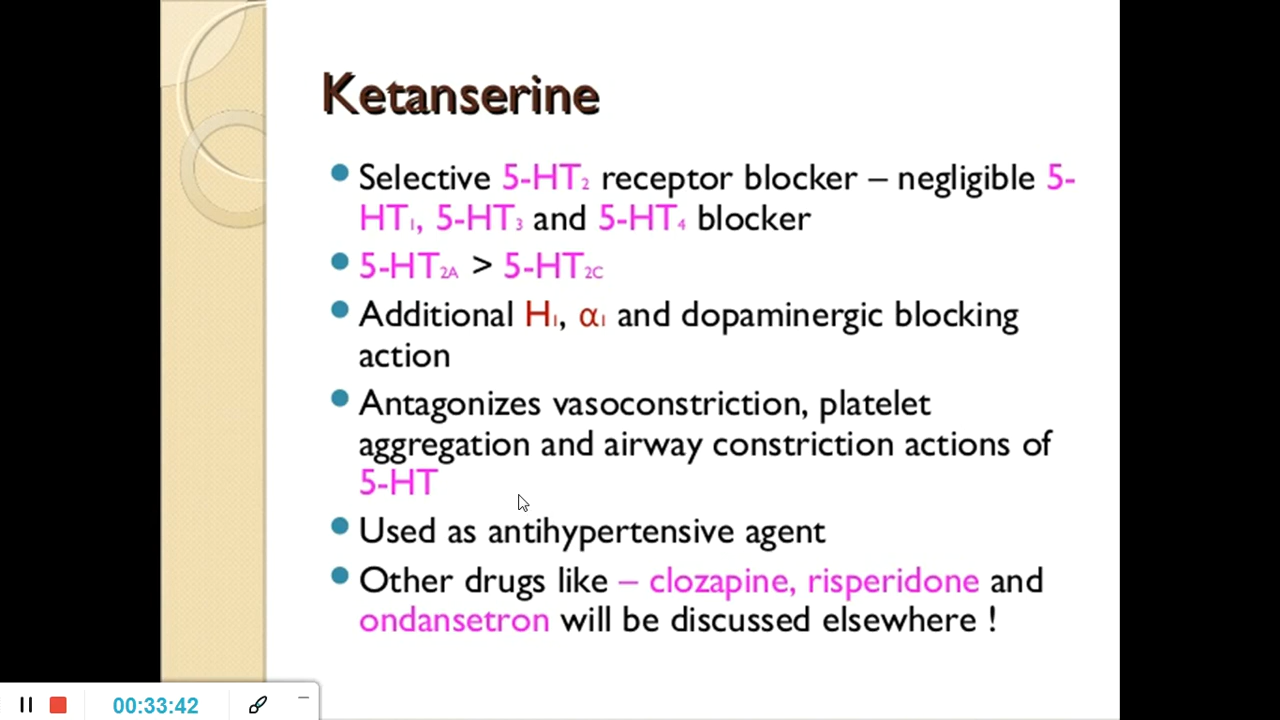 Ketanserine
Selective 5-HT₂ receptor blocker – negligible 5-
HT₁, 5-HT₃ and 5-HT₄ blocker
5-HT₂A > 5-HT₂C
Additional H₁, α₁ and dopaminergic blocking
action
Antagonizes vasoconstriction, platelet
aggregation and airway constriction actions of
5-HT
Used as antihypertensive agent
Other drugs like – clozapine, risperidone and
ondansetron will be discussed elsewhere !
00:33:42